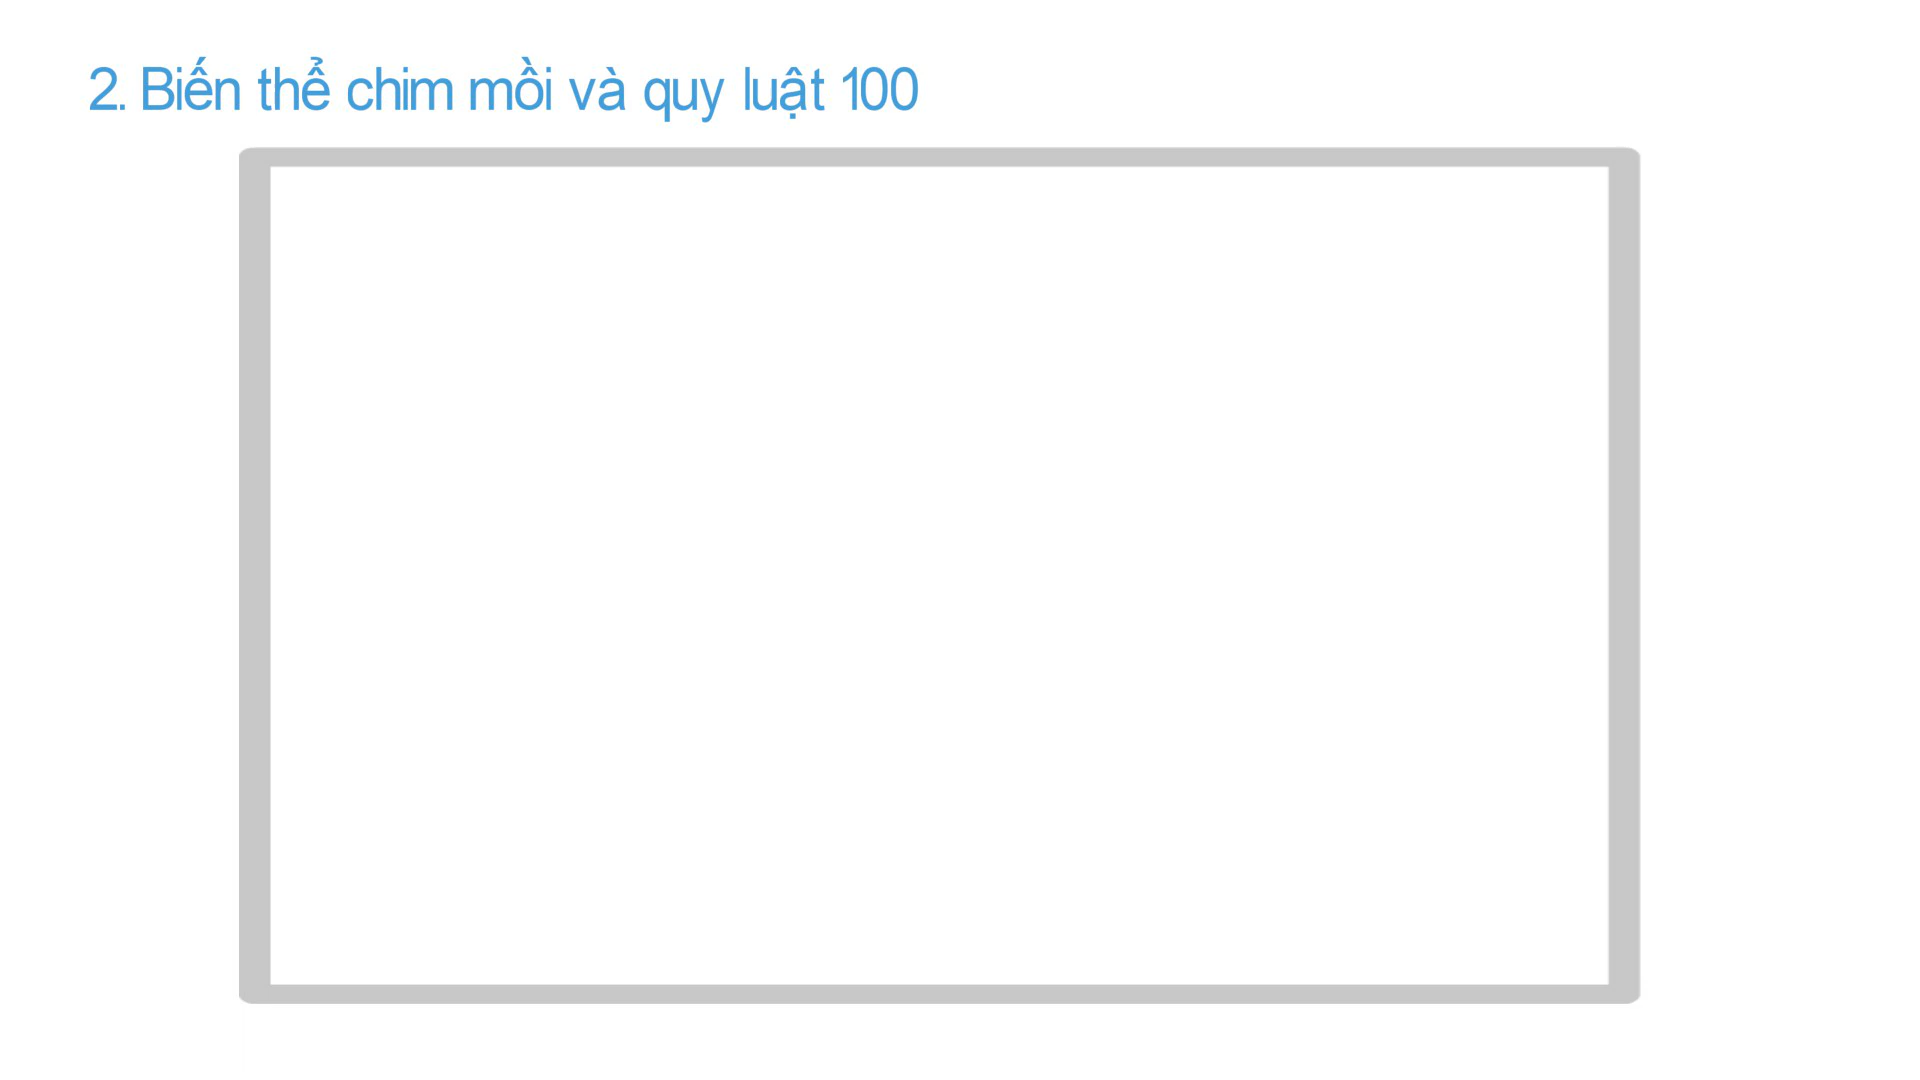 2. Biến thể chim mồi và quy luật 100